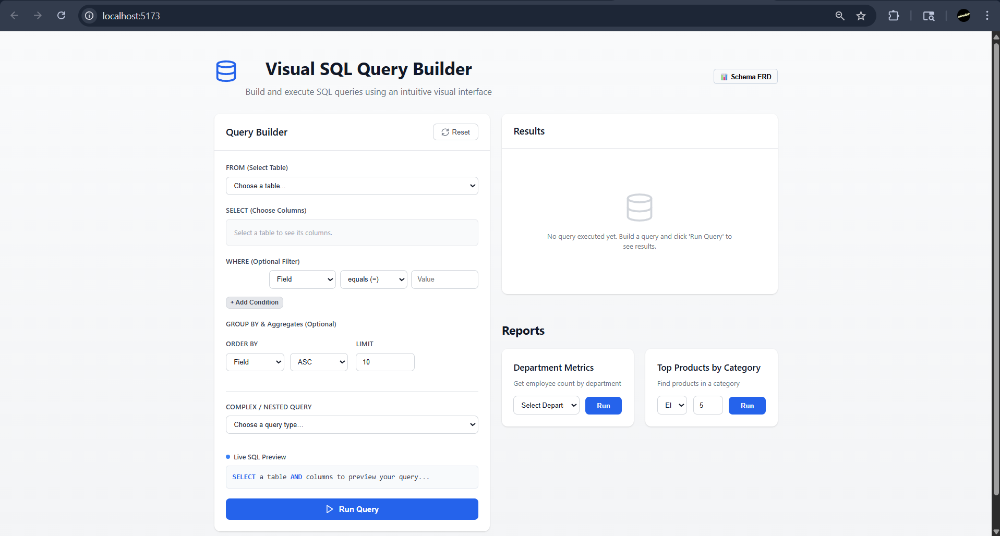 localhost:5173
Visual SQL Query Builder
Build and execute SQL queries using an intuitive visual interface
Schema ERD
Query Builder
Reset
FROM (Select Table)
Choose a table...
SELECT (Choose Columns)
Select a table to see its columns.
WHERE (Optional Filter)
Field
equals (=)
Value
+ Add Condition
GROUP BY & Aggregates (Optional)
ORDER BY
LIMIT
Field
ASC
10
COMPLEX / NESTED QUERY
Choose a query type…
Live SQL Preview
SELECT a table AND columns to preview your query...
Run Query
Results
No query executed yet. Build a query and click 'Run Query' to
see results.
Reports
Department Metrics
Get employee count by department
Select Depart
Run
Top Products by Category
Find products in a category
El
5
Run